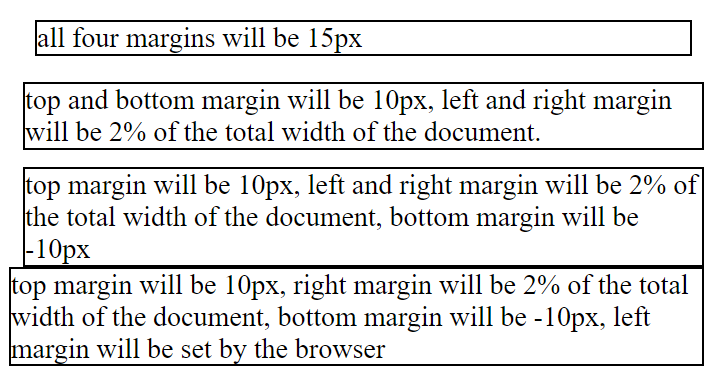 all four margins will be 15px
top and bottom margin will be 10px, left and right margin
will be 2% of the total width of the document.
top margin will be 10px, left and right margin will be 2% of
the total width of the document, bottom margin will be
-10px
top margin will be 10px, right margin will be 2% of the total
width of the document, bottom margin will be -10px, left
margin will be set by the browser